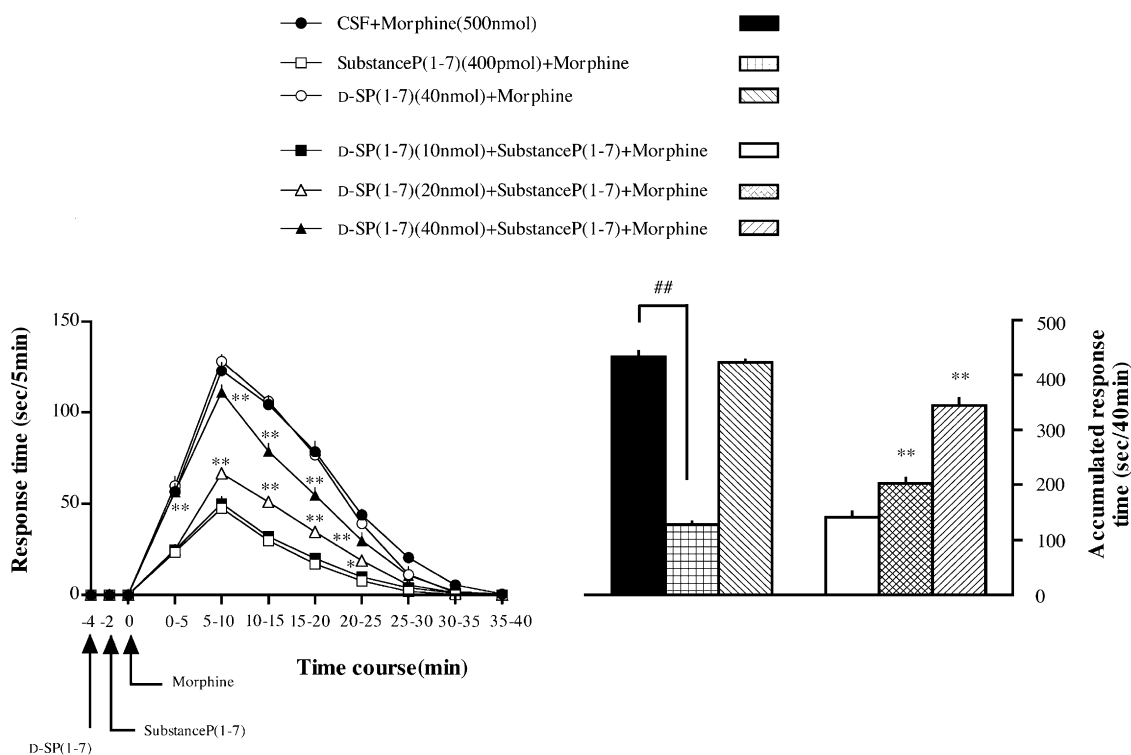 CSF+Morphine(500nmol)
SubstanceP(1-7)(400pmol)+Morphine
D-SP(1-7)(40nmol)+Morphine
D-SP(1-7)(10nmol)+SubstanceP(1-7)+Morphine
D-SP(1-7)(20nmol)+SubstanceP(1-7)+Morphine
D-SP(1-7)(40nmol)+SubstanceP(1-7)+Morphine
Response time (sec/5min)
150
100
50
0
**
**
**
**
**
**
**
**
**
*
-4 -2 0 0-5 5-10 10-15 15-20 20-25 25-30 30-35 35-40
Time course(min)
Morphine
SubstanceP(1-7)
D-SP(1-7)
##
**
**
500
400
300
200
100
0
Accumulated response
time (sec/40min)